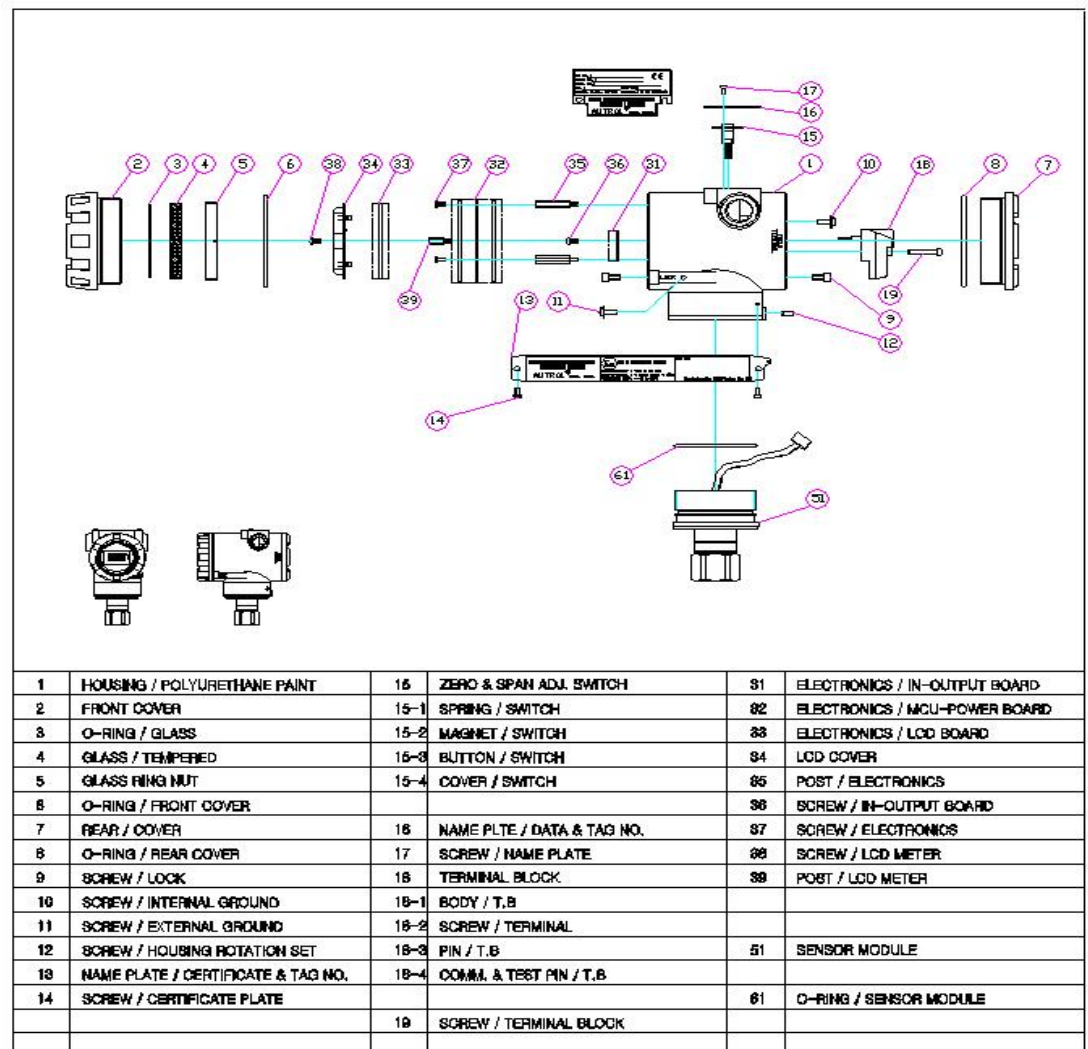 17
16
15
2 3 4 5 6 38 34 33 37 32 35 36 31 1 10 18 8 7
39 13 11 19 9
12
14
61
51
CE
AUTROL
AUTROL
1 HOUSING / POLYURETHANE PAINT 15 ZERO & SPAN ADJ. SWITCH 31 ELECTRONICS / IN-OUTPUT BOARD
2 FRONT COVER 15-1 SPRING / SWITCH 32 ELECTRONICS / MCU-POWER BOARD
3 O-RING / GLASS 15-2 MAGNET / SWITCH 33 ELECTRONICS / LCD BOARD
4 GLASS / TEMPERED 15-3 BUTTON / SWITCH 34 LCD COVER
5 GLASS RING NUT 15-4 COVER / SWITCH 35 POST / ELECTRONICS
6 O-RING / FRONT COVER 36 SCREW / IN-OUTPUT BOARD
7 REAR / COVER 16 NAME PLTE / DATA & TAG NO. 37 SCREW / ELECTRONICS
8 O-RING / REAR COVER 17 SCREW / NAME PLATE 38 SCREW / LCD METER
9 SCREW / LOCK 18 TERMINAL BLOCK 39 POST / LCD METER
10 SCREW / INTERNAL GROUND 18-1 BODY / T.B
11 SCREW / EXTERNAL GROUND 18-2 SCREW / TERMINAL
12 SCREW / HOUSING ROTATION SET 18-3 PIN / T.B 51 SENSOR MODULE
13 NAME PLATE / CERTIFICATE & TAG NO. 18-4 COMM. & TEST PIN / T.B
14 SCREW / CERTIFICATE PLATE 61 O-RING / SENSOR MODULE
19 SCREW / TERMINAL BLOCK